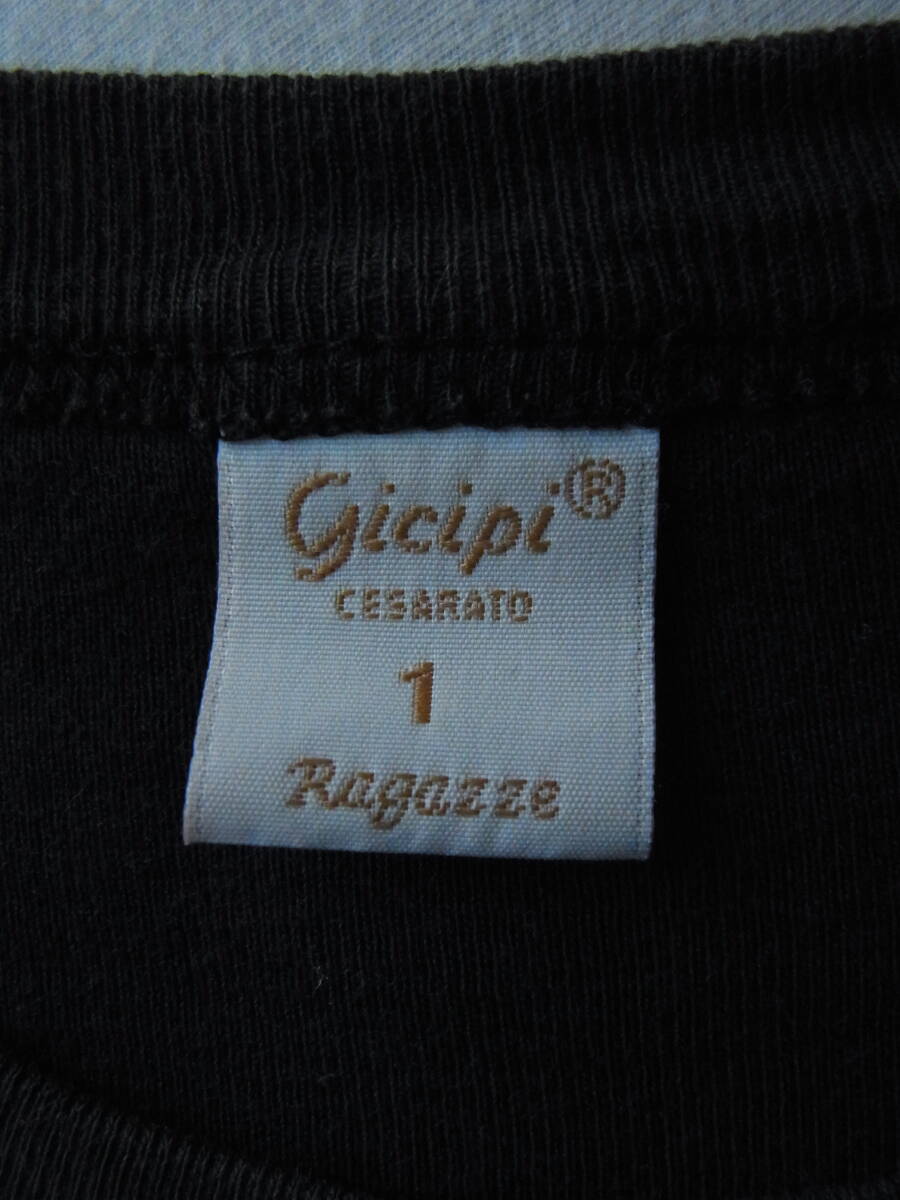 Gicipi®
CESARATO
1
Ragazze